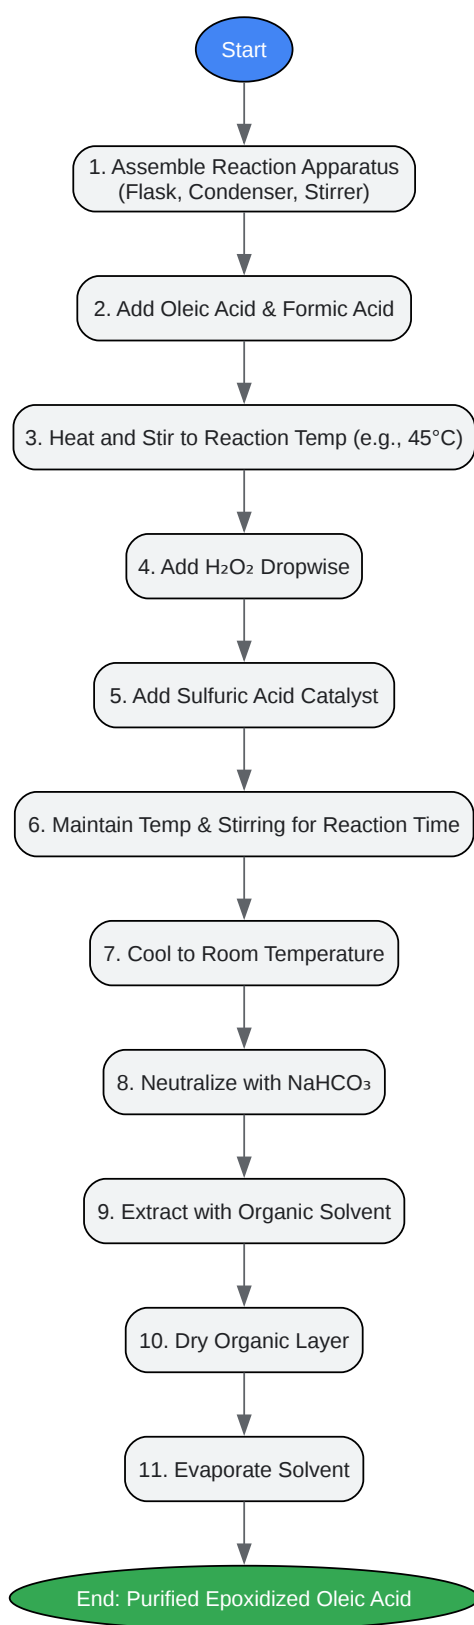 Start
1. Assemble Reaction Apparatus
(Flask, Condenser, Stirrer)
2. Add Oleic Acid & Formic Acid
3. Heat and Stir to Reaction Temp (e.g., 45°C)
4. Add H₂O₂ Dropwise
5. Add Sulfuric Acid Catalyst
6. Maintain Temp & Stirring for Reaction Time
7. Cool to Room Temperature
8. Neutralize with NaHCO₃
9. Extract with Organic Solvent
10. Dry Organic Layer
11. Evaporate Solvent
End: Purified Epoxidized Oleic Acid